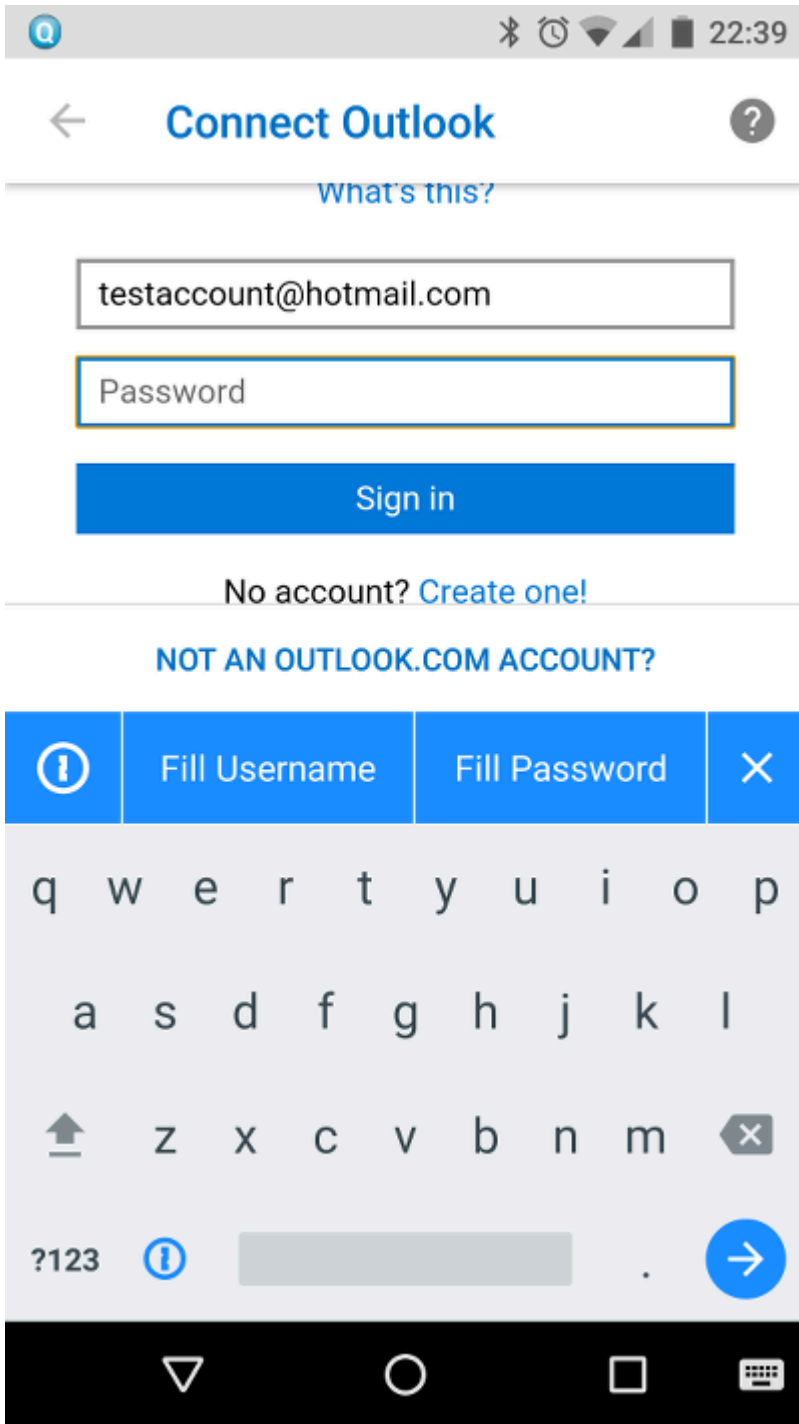 Q 22:39
Connect Outlook ?
What's this?
testaccount@hotmail.com
Password
Sign in
No account? Create one!
NOT AN OUTLOOK.COM ACCOUNT?
Fill Username Fill Password
q w e r t y u i o p
a s d f g h j k l
z x c v b n m
?123 .